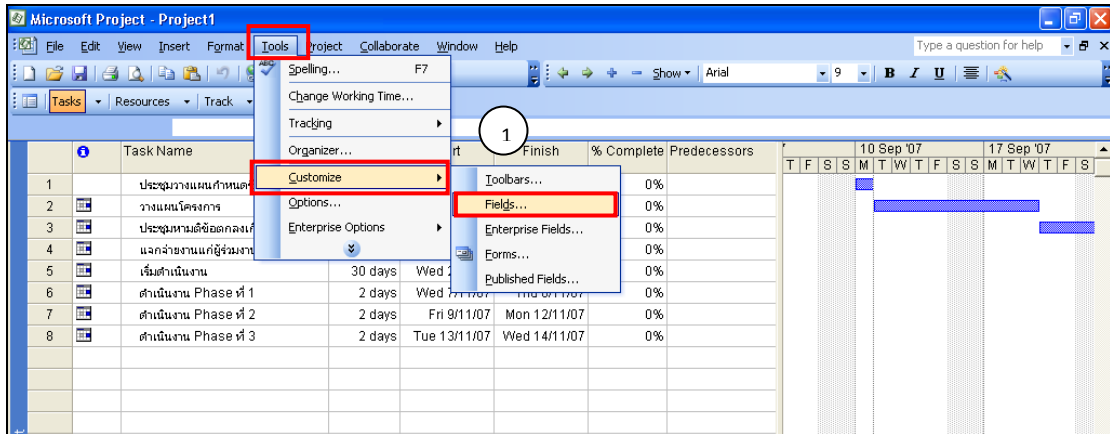 Microsoft Project - Project1
File Edit View Insert Format Tools Project Collaborate Window Help Type a question for help
Show Arial 9 B I U
Tasks Resources Track
Spelling... F7
Change Working Time...
Tracking
Organizer...
Customize
Options...
Enterprise Options
Toolbars...
Fields...
Enterprise Fields...
Forms...
Published Fields...
1
Task Name Finish % Complete Predecessors 10 Sep '07 17 Sep '07
T F S S M T W T F S S M T W T F S
1 ประชุมวางแผนกำหนด 0%
2 วางแผนโครงการ 0%
3 ประชุมหามติข้อตกลง 0%
4 แจกจ่ายงานแก่ผู้ร่วมงาน 0%
5 เริ่มดำเนินงาน 30 days Wed 0%
6 ดำเนินงาน Phase ที่ 1 2 days Wed 7/11/07 Thu 8/11/07 0%
7 ดำเนินงาน Phase ที่ 2 2 days Fri 9/11/07 Mon 12/11/07 0%
8 ดำเนินงาน Phase ที่ 3 2 days Tue 13/11/07 Wed 14/11/07 0%